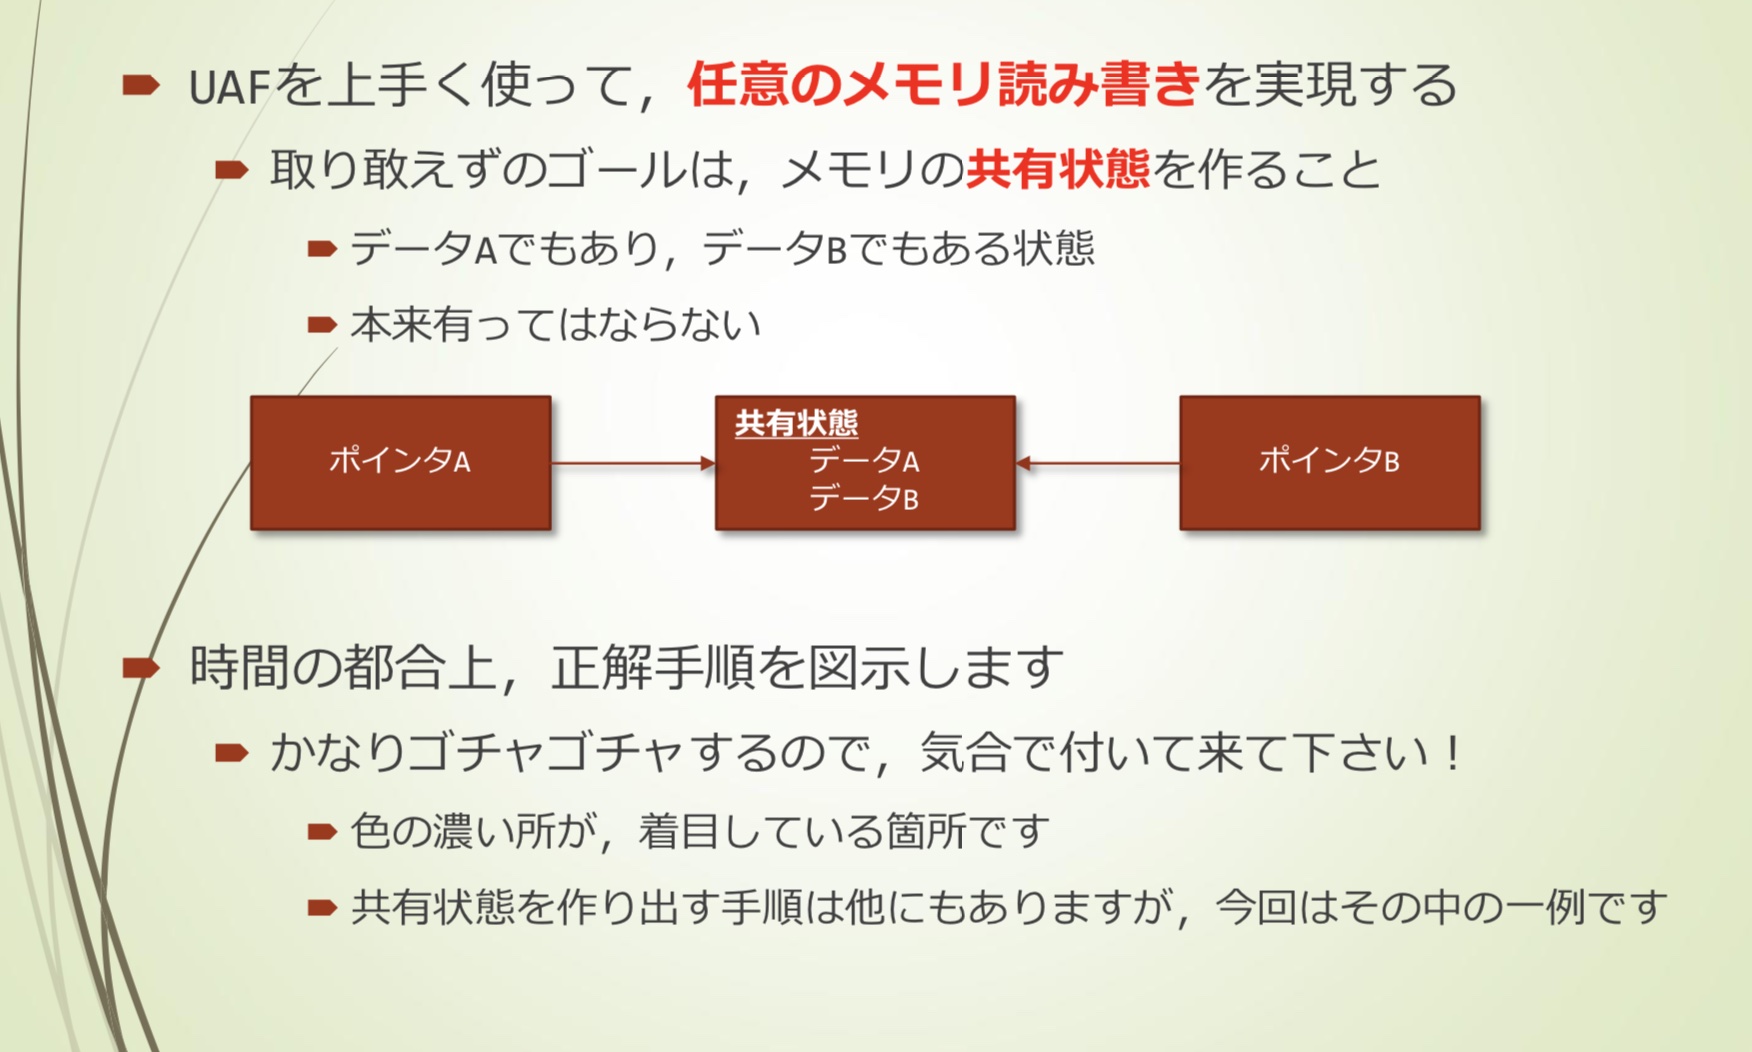 UAFを上手く使って，任意のメモリ読み書きを実現する
取り敢えずのゴールは，メモリの共有状態を作ること
データAでもあり，データBでもある状態
本来有ってはならない
ポインタA
共有状態
データA
データB
ポインタB
時間の都合上，正解手順を図示します
かなりゴチャゴチャするので，気合で付いて来て下さい！
色の濃い所が，着目している箇所です
共有状態を作り出す手順は他にもありますが，今回はその中の一例です